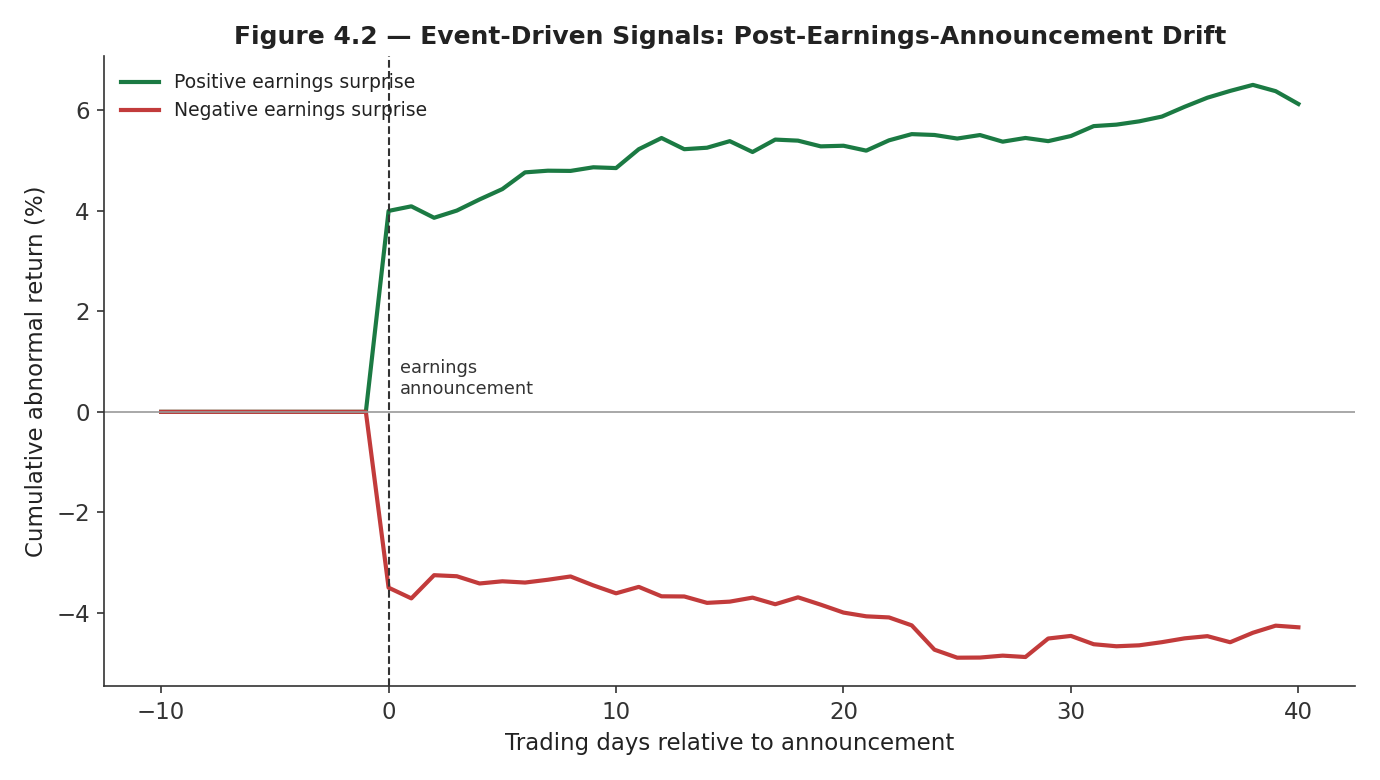 Figure 4.2 — Event-Driven Signals: Post-Earnings-Announcement Drift
Positive earnings surprise
Negative earnings surprise
Cumulative abnormal return (%)
6
4
2
0
−2
−4
earnings
announcement
−10
0
10
20
30
40
Trading days relative to announcement